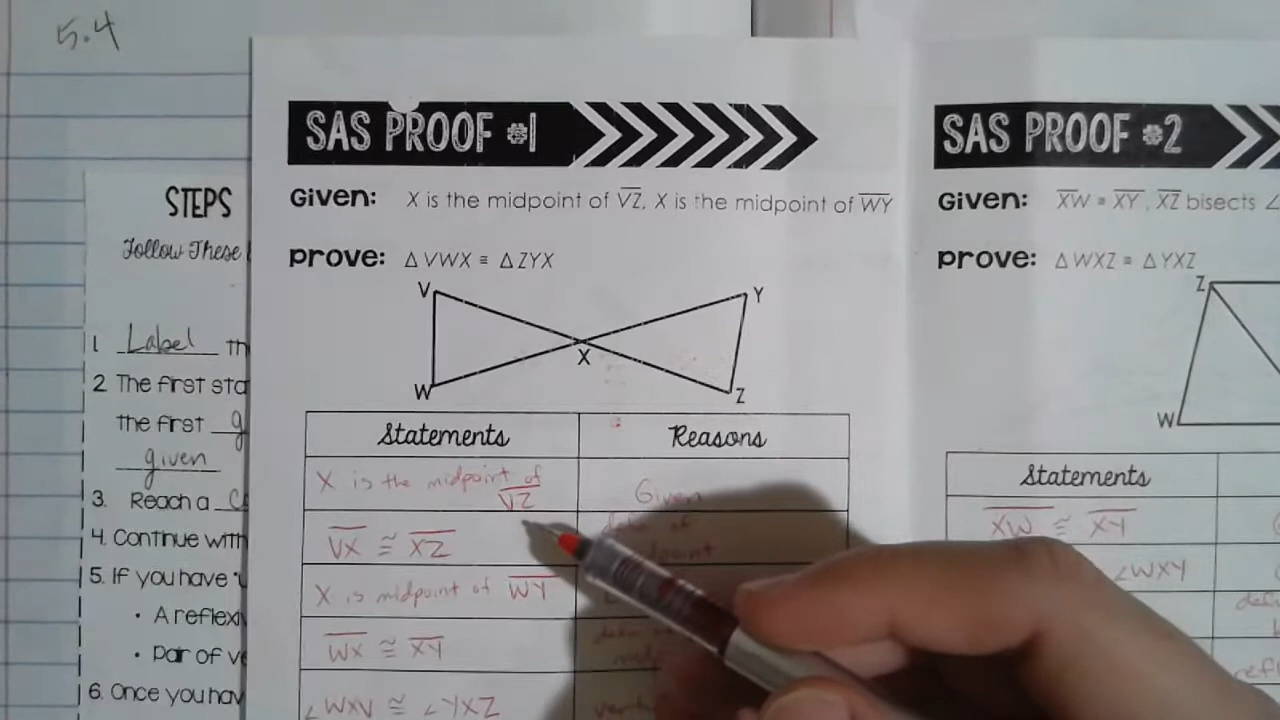 5.4
STEPS
Follow These
1. Label th
2. The first sta
the first g
given
3. Reach a C
4. Continue with
5. If you have
• A reflexi
• Pair of ve
6. Once you hav
SAS PROOF #1
Given: X is the midpoint of VZ, X is the midpoint of WY
prove: △VWX ≅ △ZYX
V
Y
X
W
Z
Statements Reasons
X is the midpoint of VZ Given
VX ≅ XZ
X is midpoint of WY
WX ≅ XY
∠WXV ≅ ∠YXZ
SAS PROOF #2
Given: XW ≅ XY, XZ bisects ∠
prove: △WXZ ≅ △YXZ
Z
W
Statements
XW ≅ XY
∠WXY